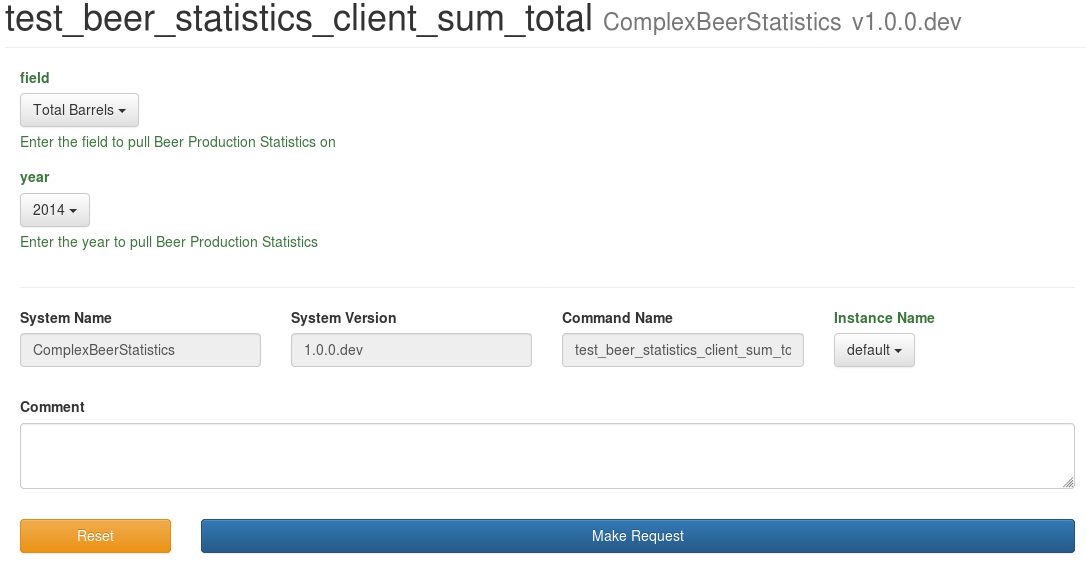 test_beer_statistics_client_sum_total ComplexBeerStatistics v1.0.0.dev
field
Total Barrels
Enter the field to pull Beer Production Statistics on
year
2014
Enter the year to pull Beer Production Statistics
System Name System Version Command Name Instance Name
ComplexBeerStatistics 1.0.0.dev test_beer_statistics_client_sum_tc default
Comment
Reset Make Request